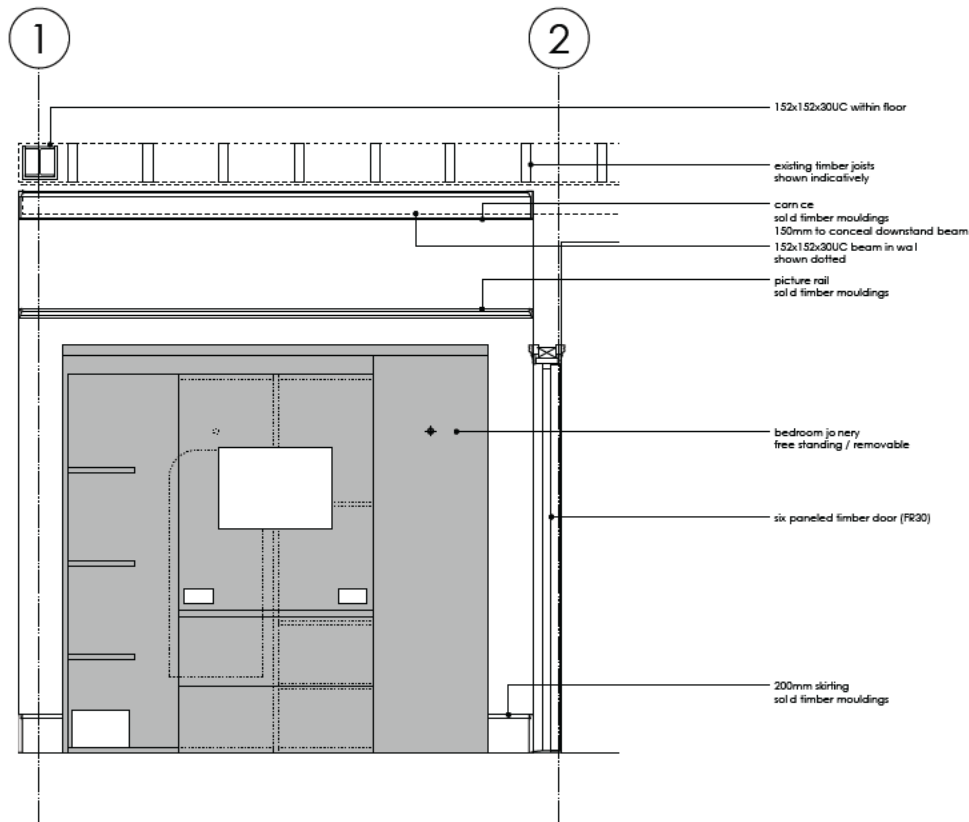 1
2
152x152x30UC within floor
existing timber joists
shown indicatively
corn ce
sol d timber mouldings
150mm to conceal downstand beam
152x152x30UC beam in wal l
shown dotted
picture rail
sol d timber mouldings
bedroom jo nery
free standing / removable
six paneled timber door (FR30)
200mm skirting
sol d timber mouldings